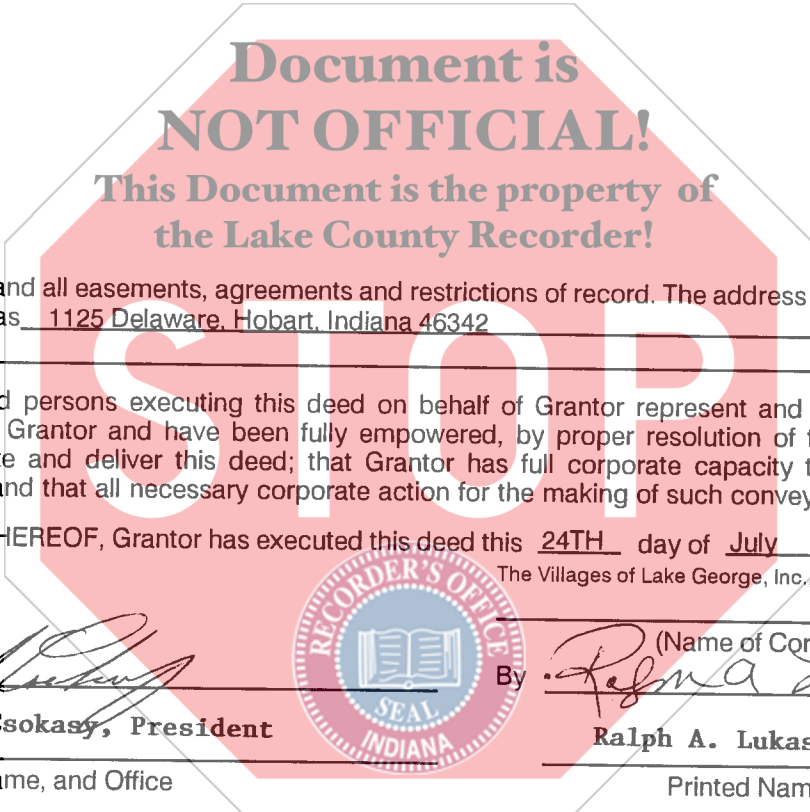 Document is
NOT OFFICIAL!
This Document is the property of
the Lake County Recorder!
and all easements, agreements and restrictions of record. The address
as 1125 Delaware, Hobart, Indiana 46342
STOP
d persons executing this deed on behalf of Grantor represent and
Grantor and have been fully empowered, by proper resolution of
e and deliver this deed; that Grantor has full corporate capacity t
and that all necessary corporate action for the making of such convey
HEREOF, Grantor has executed this deed this 24TH day of July
The Villages of Lake George, Inc.
RECORDER'S OFFICE
(Name of Cor
By
SEAL
INDIANA
Csokasy, President
Ralph A. Lukas
ame, and Office
Printed Nam